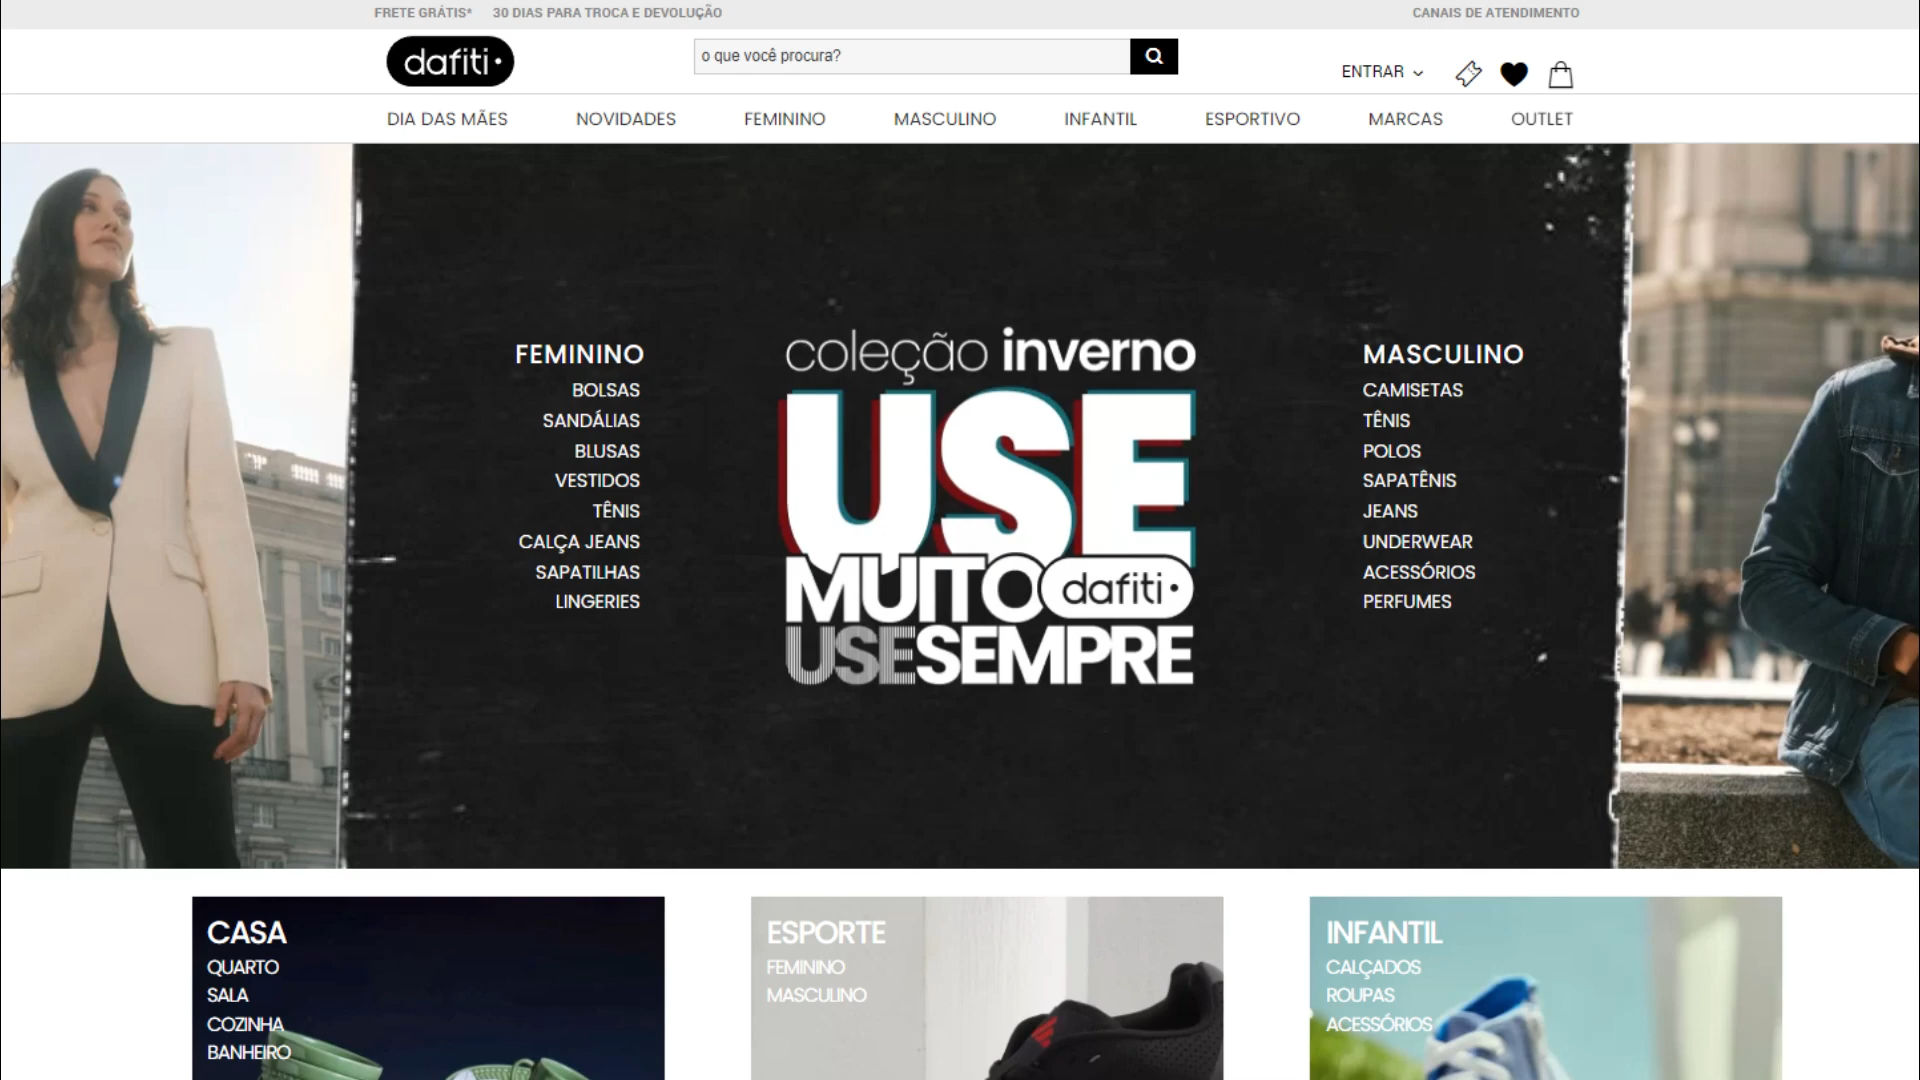 FRETE GRÁTIS* 30 DIAS PARA TROCA E DEVOLUÇÃO CANAIS DE ATENDIMENTO
dafiti
o que você procura?
ENTRAR
DIA DAS MÃES NOVIDADES FEMININO MASCULINO INFANTIL ESPORTIVO MARCAS OUTLET
FEMININO
BOLSAS
SANDÁLIAS
BLUSAS
VESTIDOS
TÊNIS
CALÇA JEANS
SAPATILHAS
LINGERIES
coleção inverno
USE
MUITO dafiti
USE SEMPRE
MASCULINO
CAMISETAS
TÊNIS
POLOS
SAPATÊNIS
JEANS
UNDERWEAR
ACESSÓRIOS
PERFUMES
CASA
QUARTO
SALA
COZINHA
BANHEIRO
ESPORTE
FEMININO
MASCULINO
INFANTIL
CALÇADOS
ROUPAS
ACESSÓRIOS